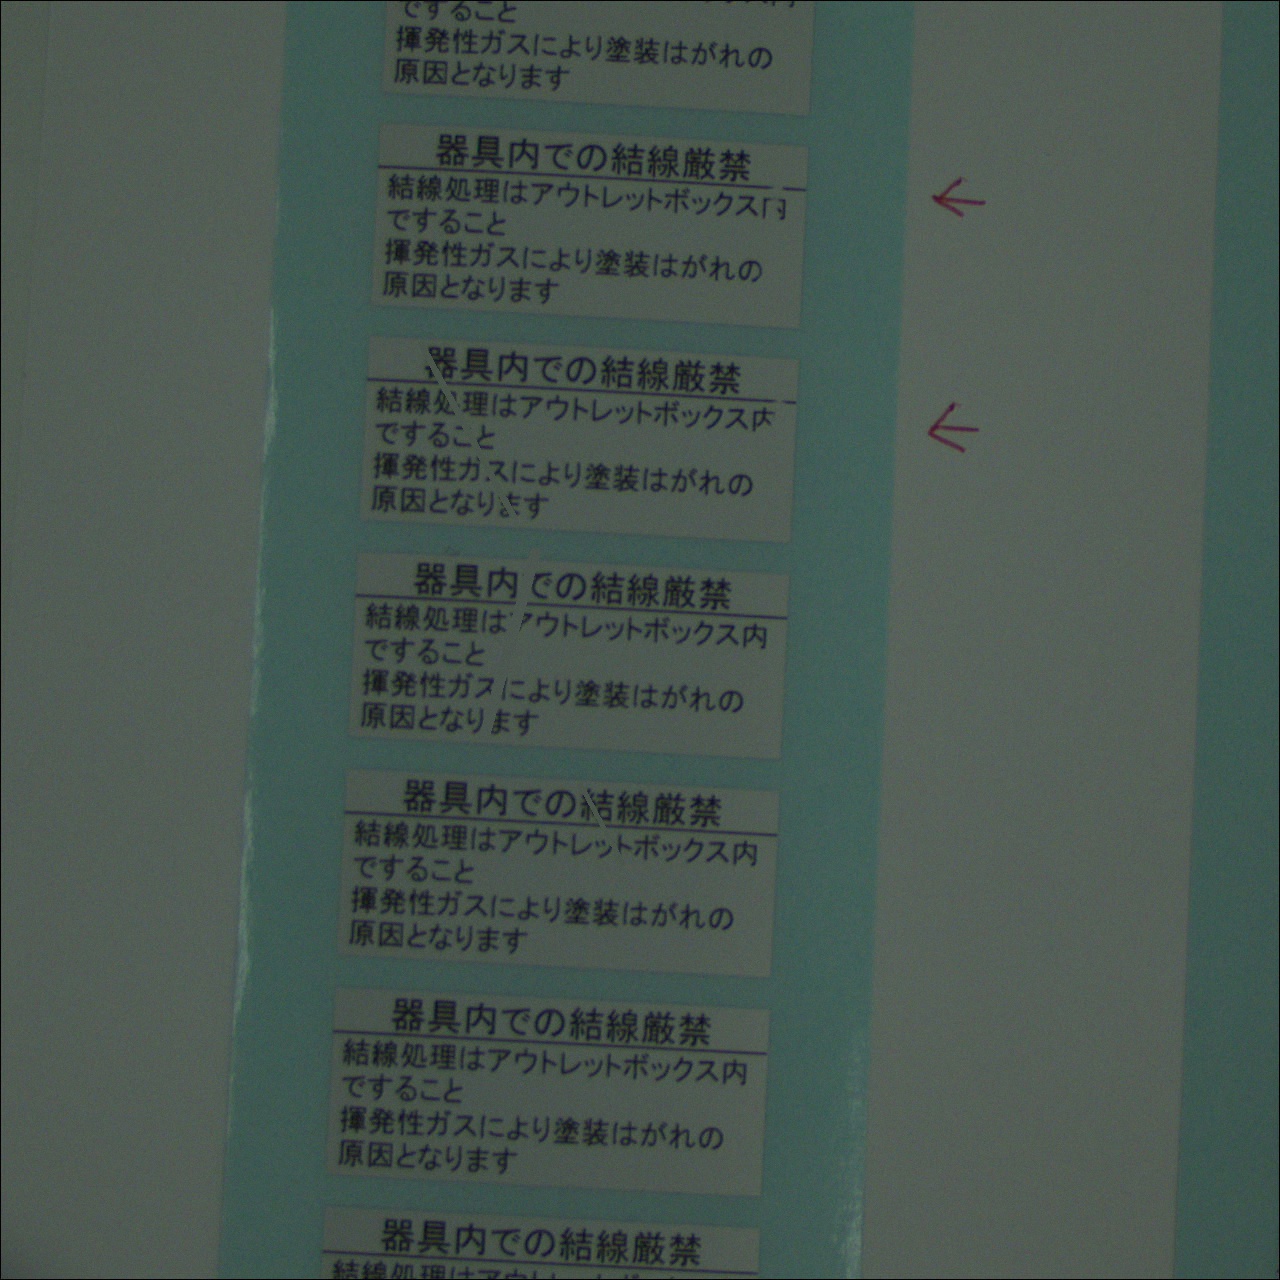 ですること
揮発性ガスにより塗装はがれの
原因となります
器具内での結線厳禁
結線処理はアウトレットボックス内
ですること
揮発性ガスにより塗装はがれの
原因となります
器具内での結線厳禁
結線処理はアウトレットボックス内
ですること
揮発性ガスにより塗装はがれの
原因となります
器具内での結線厳禁
結線処理はアウトレットボックス内
ですること
揮発性ガスにより塗装はがれの
原因となります
器具内での結線厳禁
結線処理はアウトレットボックス内
ですること
揮発性ガスにより塗装はがれの
原因となります
器具内での結線厳禁
結線処理はアウトレットボックス内
ですること
揮発性ガスにより塗装はがれの
原因となります
器具内での結線厳禁